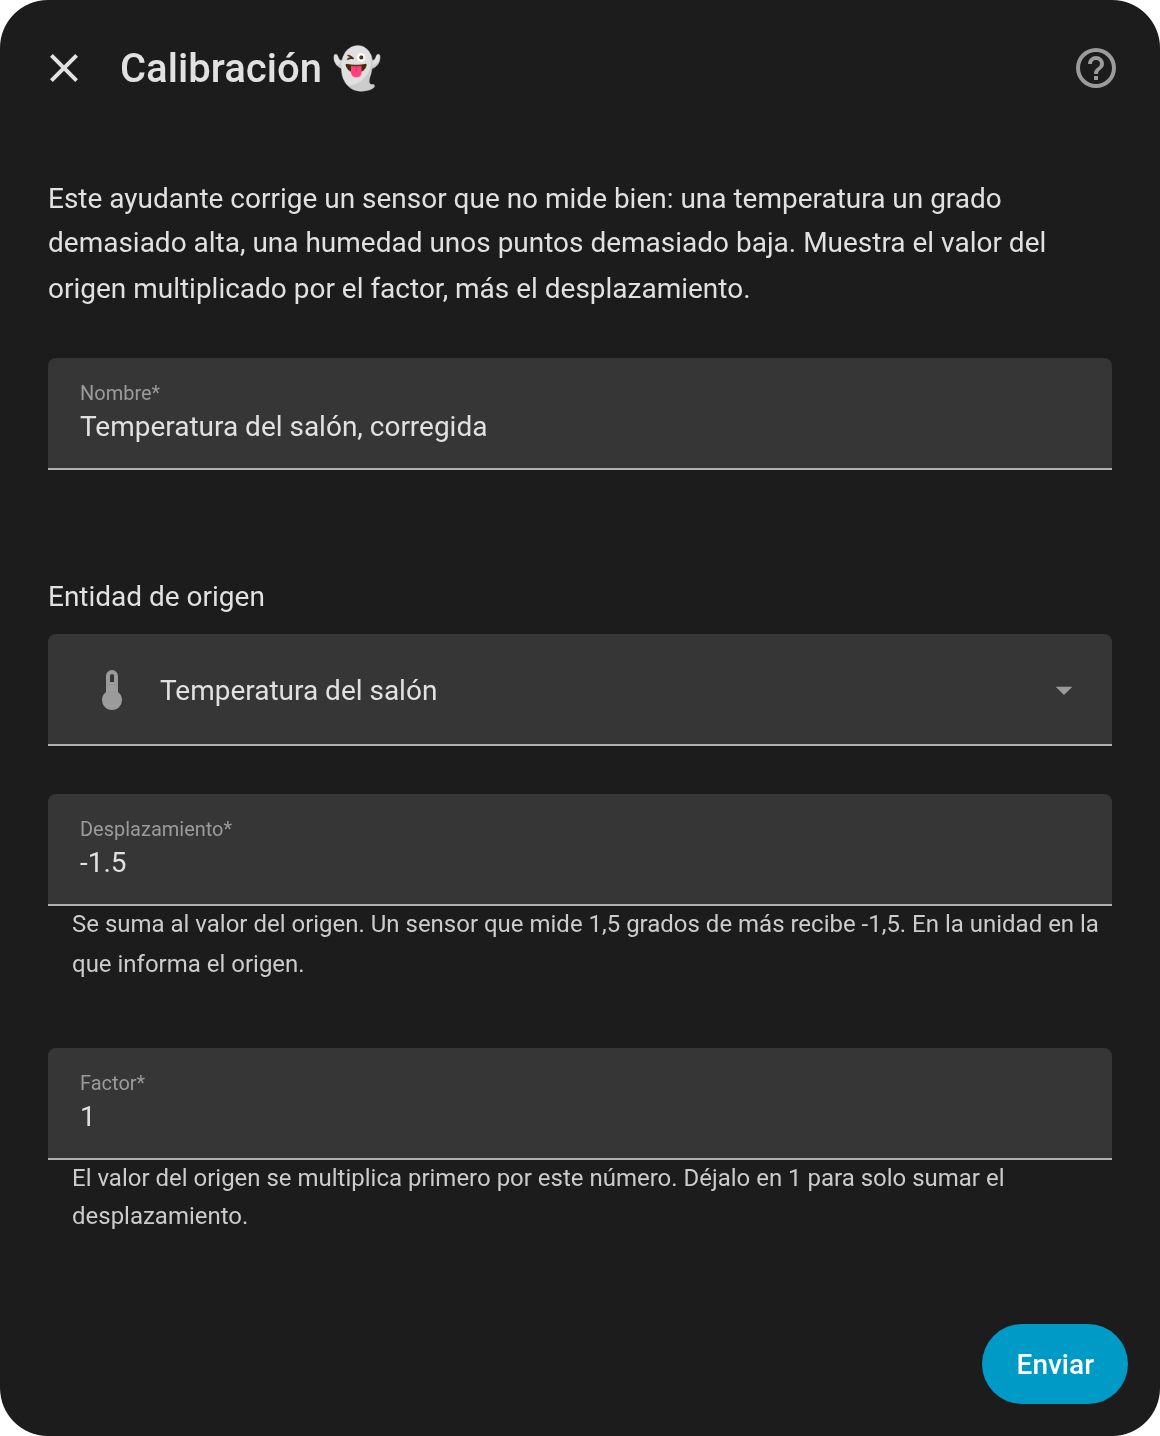 Calibración 👻
Este ayudante corrige un sensor que no mide bien: una temperatura un grado
demasiado alta, una humedad unos puntos demasiado baja. Muestra el valor del
origen multiplicado por el factor, más el desplazamiento.
Nombre*
Temperatura del salón, corregida
Entidad de origen
Temperatura del salón
Desplazamiento*
-1.5
Se suma al valor del origen. Un sensor que mide 1,5 grados de más recibe -1,5. En la unidad en la
que informa el origen.
Factor*
1
El valor del origen se multiplica primero por este número. Déjalo en 1 para solo sumar el
desplazamiento.
Enviar